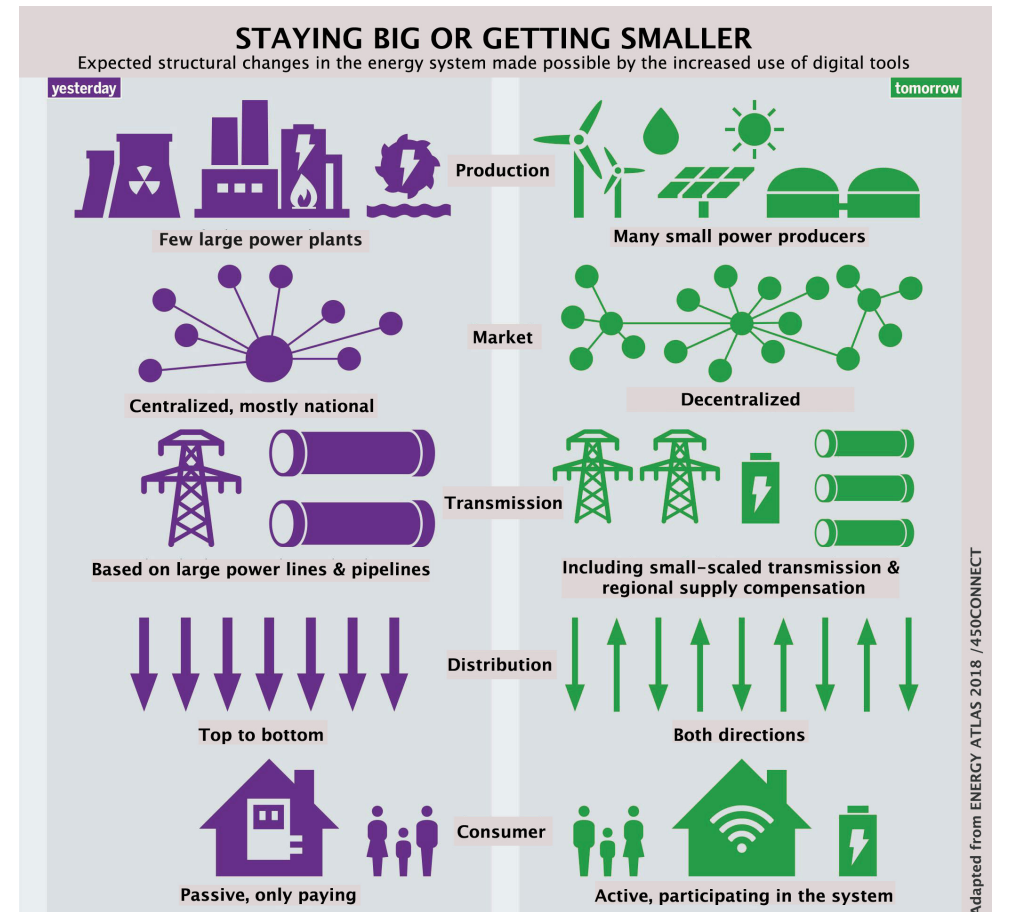 STAYING BIG OR GETTING SMALLER
Expected structural changes in the energy system made possible by the increased use of digital tools
yesterday
tomorrow
Production
Few large power plants
Many small power producers
Market
Centralized, mostly national
Decentralized
Transmission
Based on large power lines & pipelines
Including small-scaled transmission &
regional supply compensation
Distribution
Top to bottom
Both directions
Consumer
Passive, only paying
Active, participating in the system
Adapted from ENERGY ATLAS 2018 /450CONNECT